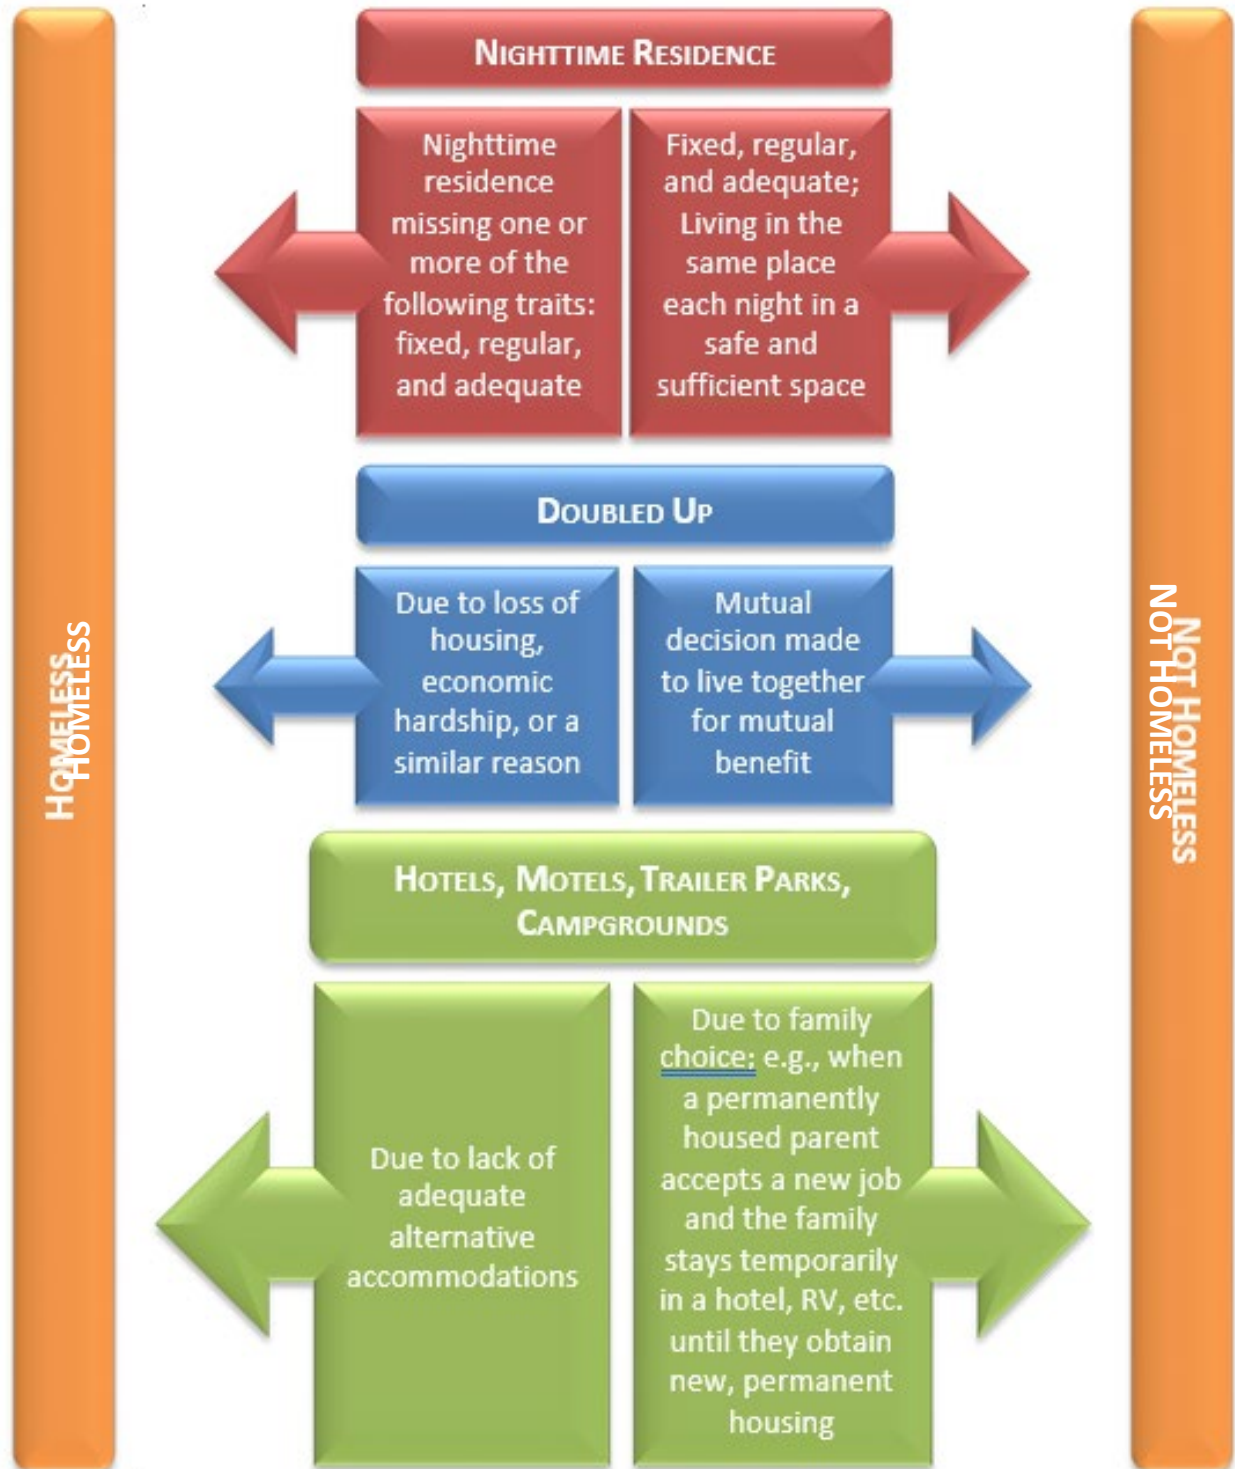 NIGHTTIME RESIDENCE
Nighttime
residence
missing one or
more of the
following traits:
fixed, regular,
and adequate
Fixed, regular,
and adequate;
Living in the
same place
each night in a
safe and
sufficient space
DOUBLED UP
Due to loss of
housing,
economic
hardship, or a
similar reason
Mutual
decision made
to live together
for mutual
benefit
HOTELS, MOTELS, TRAILER PARKS,
CAMPGROUNDS
Due to lack of
adequate
alternative
accommodations
Due to family
choice; e.g., when
a permanently
housed parent
accepts a new job
and the family
stays temporarily
in a hotel, RV, etc.
until they obtain
new, permanent
housing
HOMELESS
HOMELESS
NOT HOMELESS
NOT HOMELESS